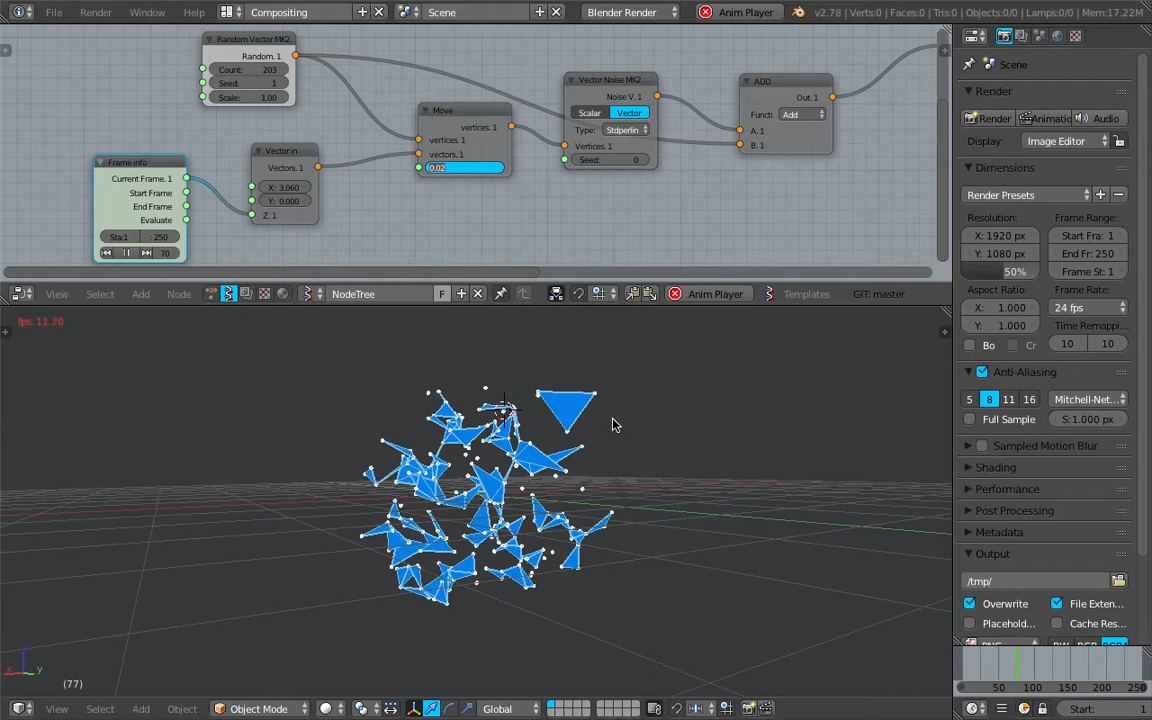 File
Render
Window
Help
Compositing
Scene
Blender Render
Anim Player
v2.78 | Verts:0 | Faces:0 | Tris:0 | Objects:0/0 | Lamps:0/0 | Mem:17.22M
Random Vector MK2
Random. 1
Count: 203
Seed: 1
Scale: 1.00
Frame info
Current Frame. 1
Start Frame
End Frame
Evaluate
Sta:1
: 250
70
Vector in
Vectors. 1
X: 3.060
Y: 0.000
Z. 1
Move
vertices. 1
vertices. 1
vectors. 1
0.02
Vector Noise MK2
Noise V. 1
Scalar
Vector
Type:
Stdperlin
Vertices. 1
Seed: 0
ADD
Out. 1
Functi
Add
A. 1
B. 1
View
Select
Add
Node
NodeTree
F
Anim Player
Templates
GIT: master
fps: 11.20
x
y
(77)
View
Select
Add
Object
Object Mode
Global
Scene
Render
Render
Animatic
Audio
Display:
Image Editor
Dimensions
Render Presets
Resolution:
Frame Range:
X: 1920 px
Start Fra: 1
Y: 1080 px
End Fr: 250
50%
Frame St: 1
Aspect Ratio:
Frame Rate:
X: 1.000
24 fps
Y: 1.000
Time Remappi...
Bo
Cr
10
10
Anti-Aliasing
5
8
11
16
Mitchell-Net...
Full Sample
S: 1.000 px
Sampled Motion Blur
Shading
Performance
Post Processing
Metadata
Output
/tmp/
Overwrite
File Exten...
Placehold...
Cache Res...
50
100
150
200
250
Start: 1